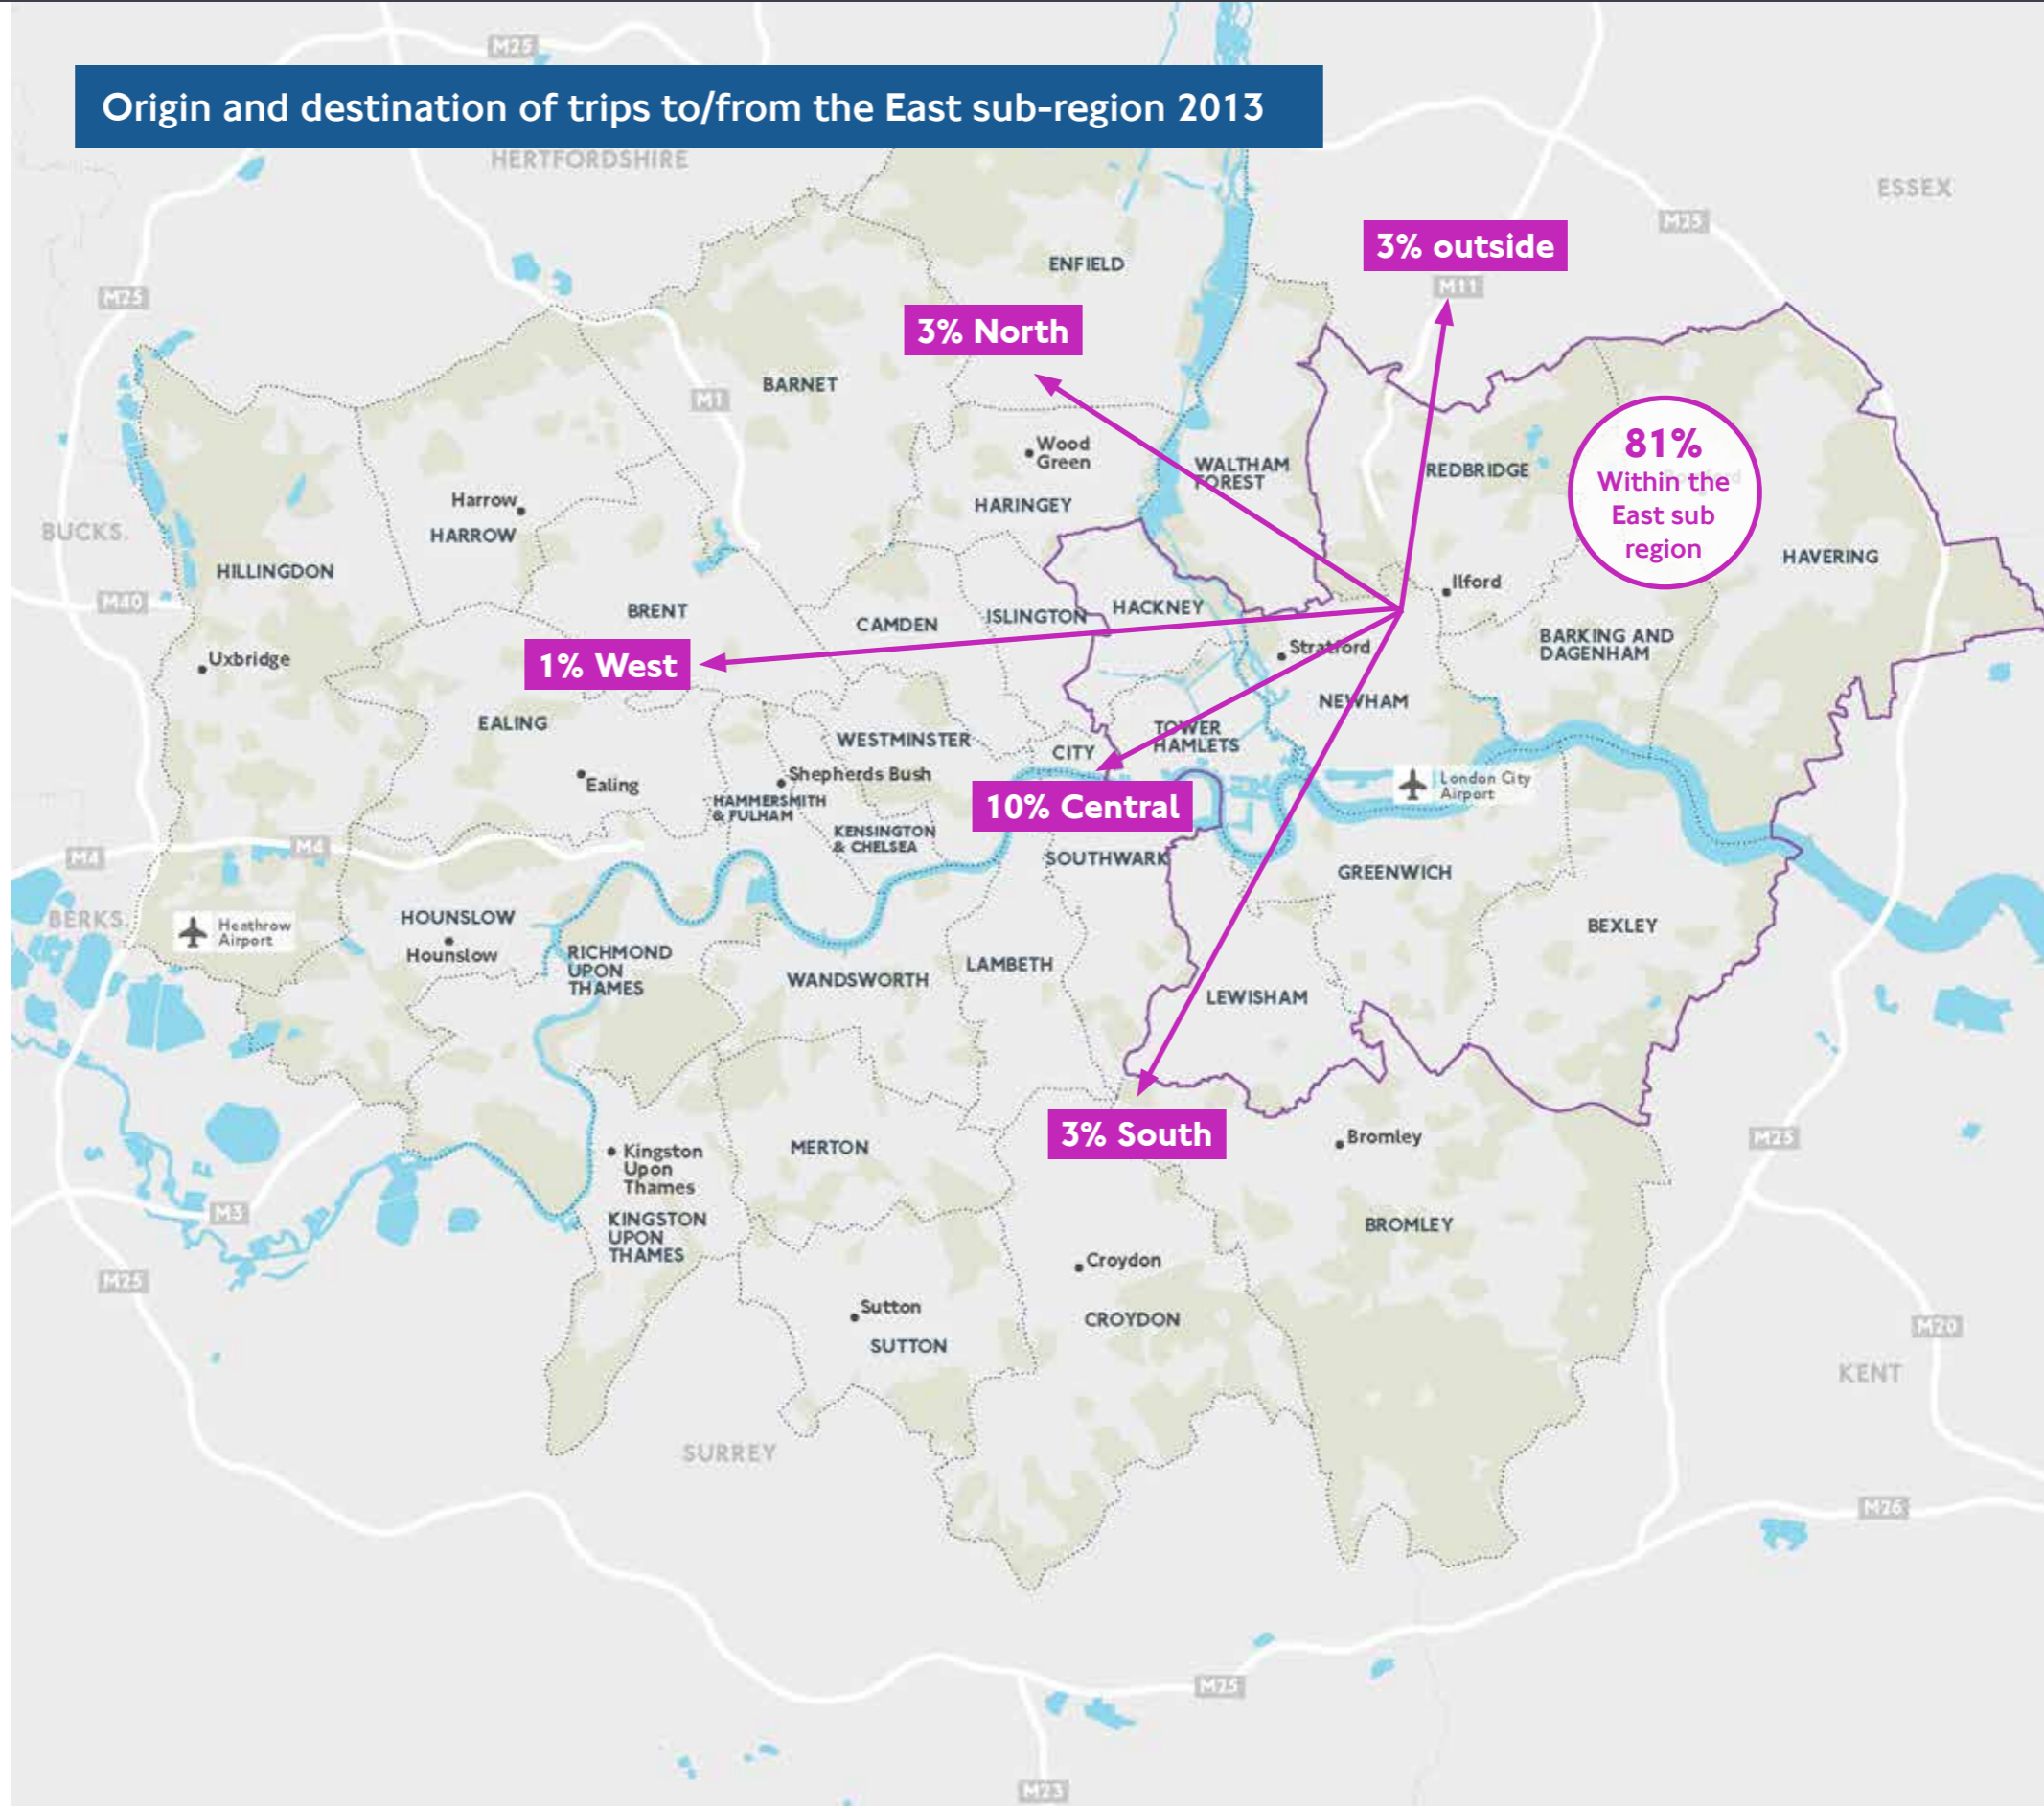 M25
Origin and destination of trips to/from the East sub-region 2013
HERTFORDSHIRE
ESSEX
M25
3% outside
ENFIELD
M11
M25
3% North
BARNET
M1
Wood
Green
WALTHAM
FOREST
REDBRIDGE
81%
Within the
East sub
region
Harrow
HARROW
HARINGEY
BUCKS.
HILLINGDON
HAVERING
Ilford
M40
BRENT
CAMDEN
ISLINGTON
HACKNEY
BARKING AND
DAGENHAM
Uxbridge
1% West
Stratford
NEWHAM
EALING
WESTMINSTER
CITY
TOWER
HAMLETS
Ealing
Shepherds Bush
London City
Airport
HAMMERSMITH
& FULHAM
10% Central
KENSINGTON
& CHELSEA
M4
M4
SOUTHWARK
GREENWICH
BERKS.
Heathrow
Airport
HOUNSLOW
Hounslow
BEXLEY
RICHMOND
UPON
THAMES
WANDSWORTH
LAMBETH
LEWISHAM
3% South
Bromley
M25
Kingston
Upon
Thames
MERTON
M3
KINGSTON
UPON
THAMES
BROMLEY
M25
Croydon
CROYDON
Sutton
SUTTON
M20
KENT
SURREY
M26
M25
M23